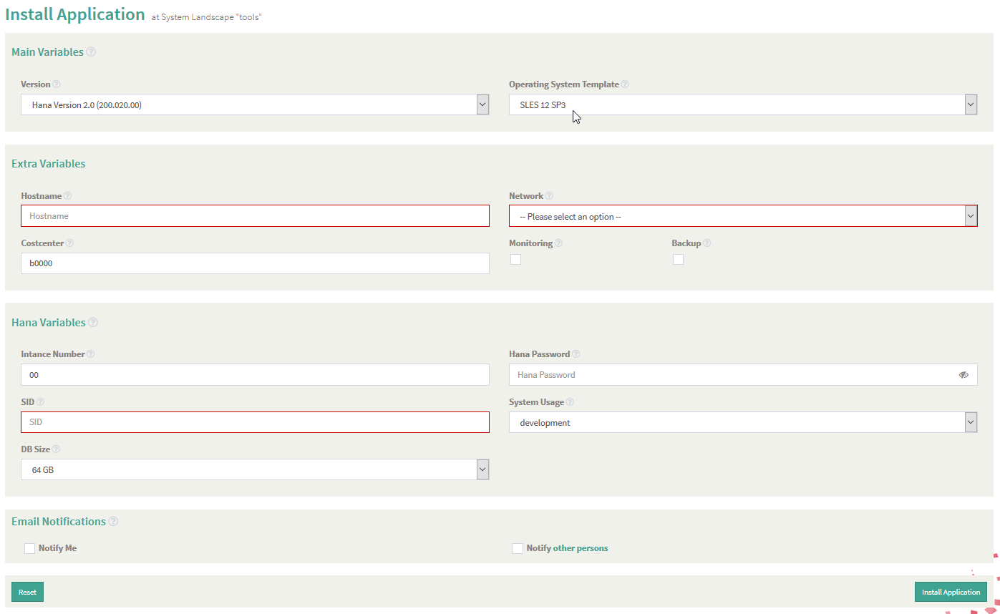 Install Application at System Landscape "tools"
Main Variables
Version
Operating System Template
Hana Version 2.0 (200.020.00)
SLES 12 SP3
Extra Variables
Hostname
Network
Hostname
-- Please select an option --
Costcenter
Monitoring
Backup
b0000
Hana Variables
Intance Number
Hana Password
00
Hana Password
SID
System Usage
SID
development
DB Size
64 GB
Email Notifications
Notify Me
Notify other persons
Reset
Install Application